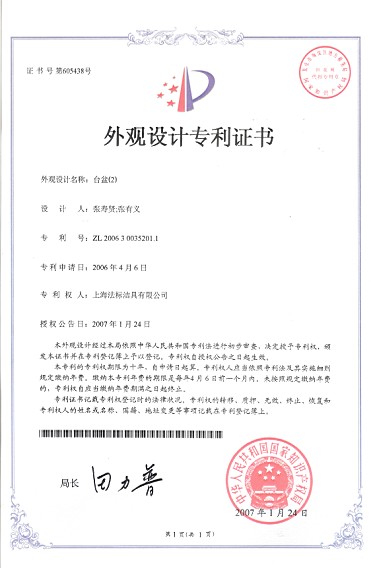 证书号第605438号
外观设计专利证书
外观设计名称：台盆(2)
设计人：张寿贤;张有义
专利号：ZL 2006 3 0035201.1
专利申请日：2006年4月6日
专利权人：上海法标洁具有限公司
授权公告日：2007年1月24日
本外观设计经过本局依照中华人民共和国专利法进行初步审查，决定授予专利权，
颁发本证书并在专利登记簿上予以登记。专利权自授权公告之日起生效。
本专利的专利权期限为十年，自申请日起算。专利权人应当依照专利法及其实施细则
规定缴纳年费。缴纳本专利年费的期限是每年4月6日前一个月内。未按照规定缴纳年费
的，专利权自应当缴纳年费期满之日起终止。
专利证书记载专利权登记时的法律状况。专利权的转移、质押、无效、终止、恢复和
专利权人的姓名或名称、国籍、地址变更等事项记载在专利登记簿上。
局长
田力普
中华人民共和国国家知识产权局
2007年1月24日
第1页(共1页)